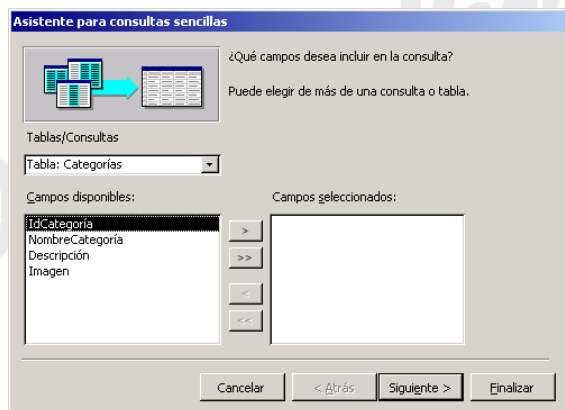 Asistente para consultas sencillas
¿Qué campos desea incluir en la consulta?
Puede elegir de más de una consulta o tabla.
Tablas/Consultas
Tabla: Categorías
Campos disponibles:
Campos seleccionados:
IdCategoría
NombreCategoría
Descripción
Imagen
>
>>
<
<<
Cancelar
< Atrás
Siguiente >
Finalizar